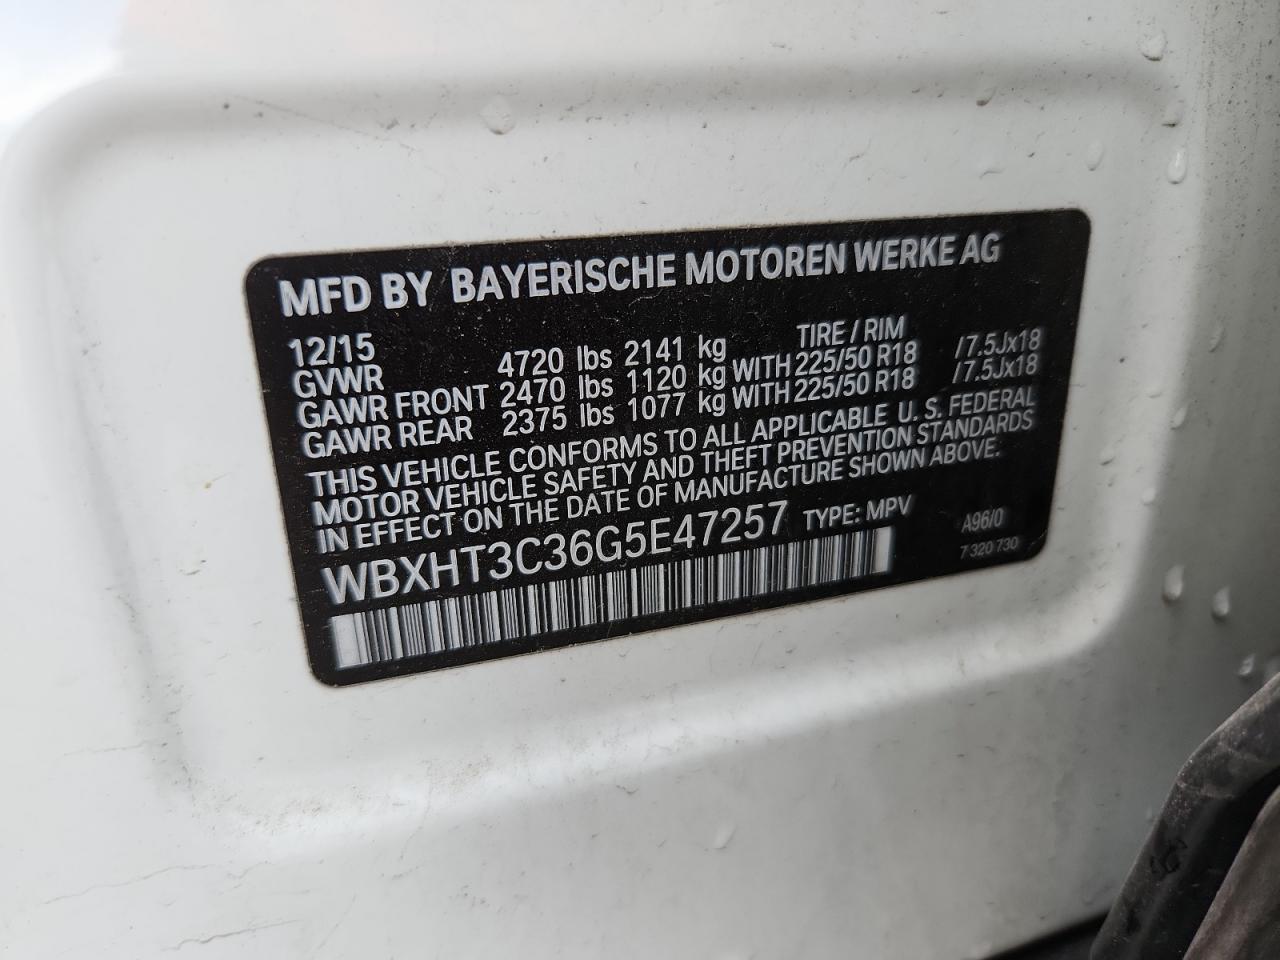 MFD BY BAYERISCHE MOTOREN WERKE AG
12/15 TIRE / RIM
GVWR 4720 lbs 2141 kg
GAWR FRONT 2470 lbs 1120 kg WITH 225/50 R18 /7.5Jx18
GAWR REAR 2375 lbs 1077 kg WITH 225/50 R18 /7.5Jx18
THIS VEHICLE CONFORMS TO ALL APPLICABLE U. S. FEDERAL
MOTOR VEHICLE SAFETY AND THEFT PREVENTION STANDARDS
IN EFFECT ON THE DATE OF MANUFACTURE SHOWN ABOVE.
WBXHT3C36G5E47257 TYPE: MPV A96/0
7 320 730